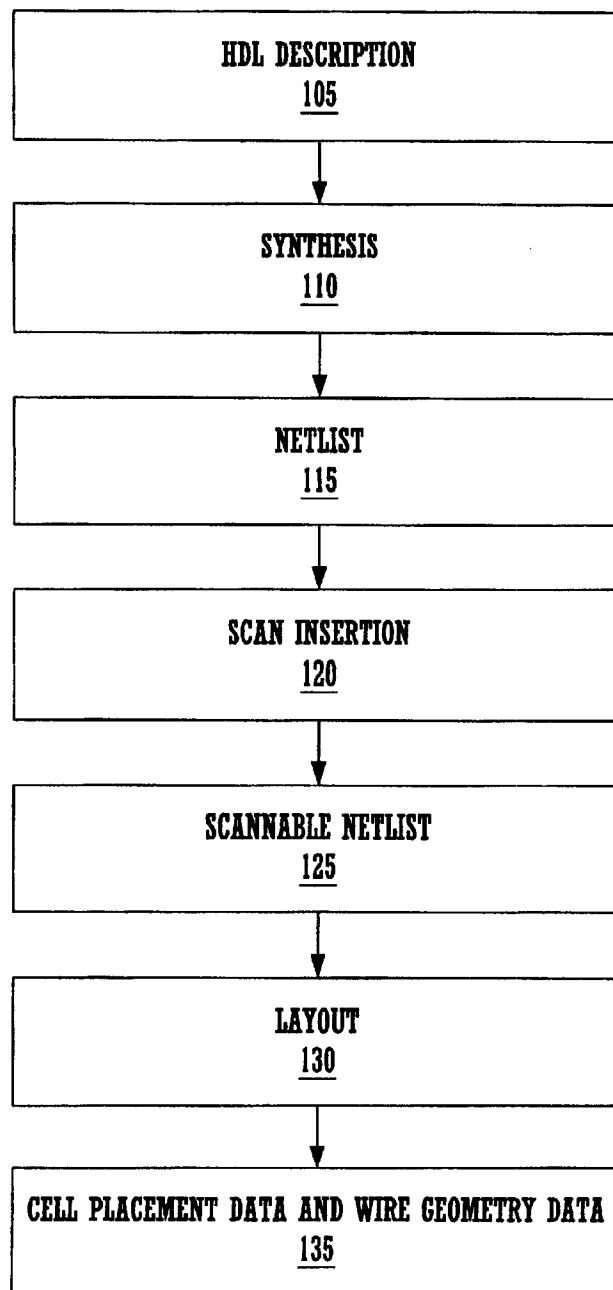 HDL DESCRIPTION
105
SYNTHESIS
110
NETLIST
115
SCAN INSERTION
120
SCANNABLE NETLIST
125
LAYOUT
130
CELL PLACEMENT DATA AND WIRE GEOMETRY DATA
135